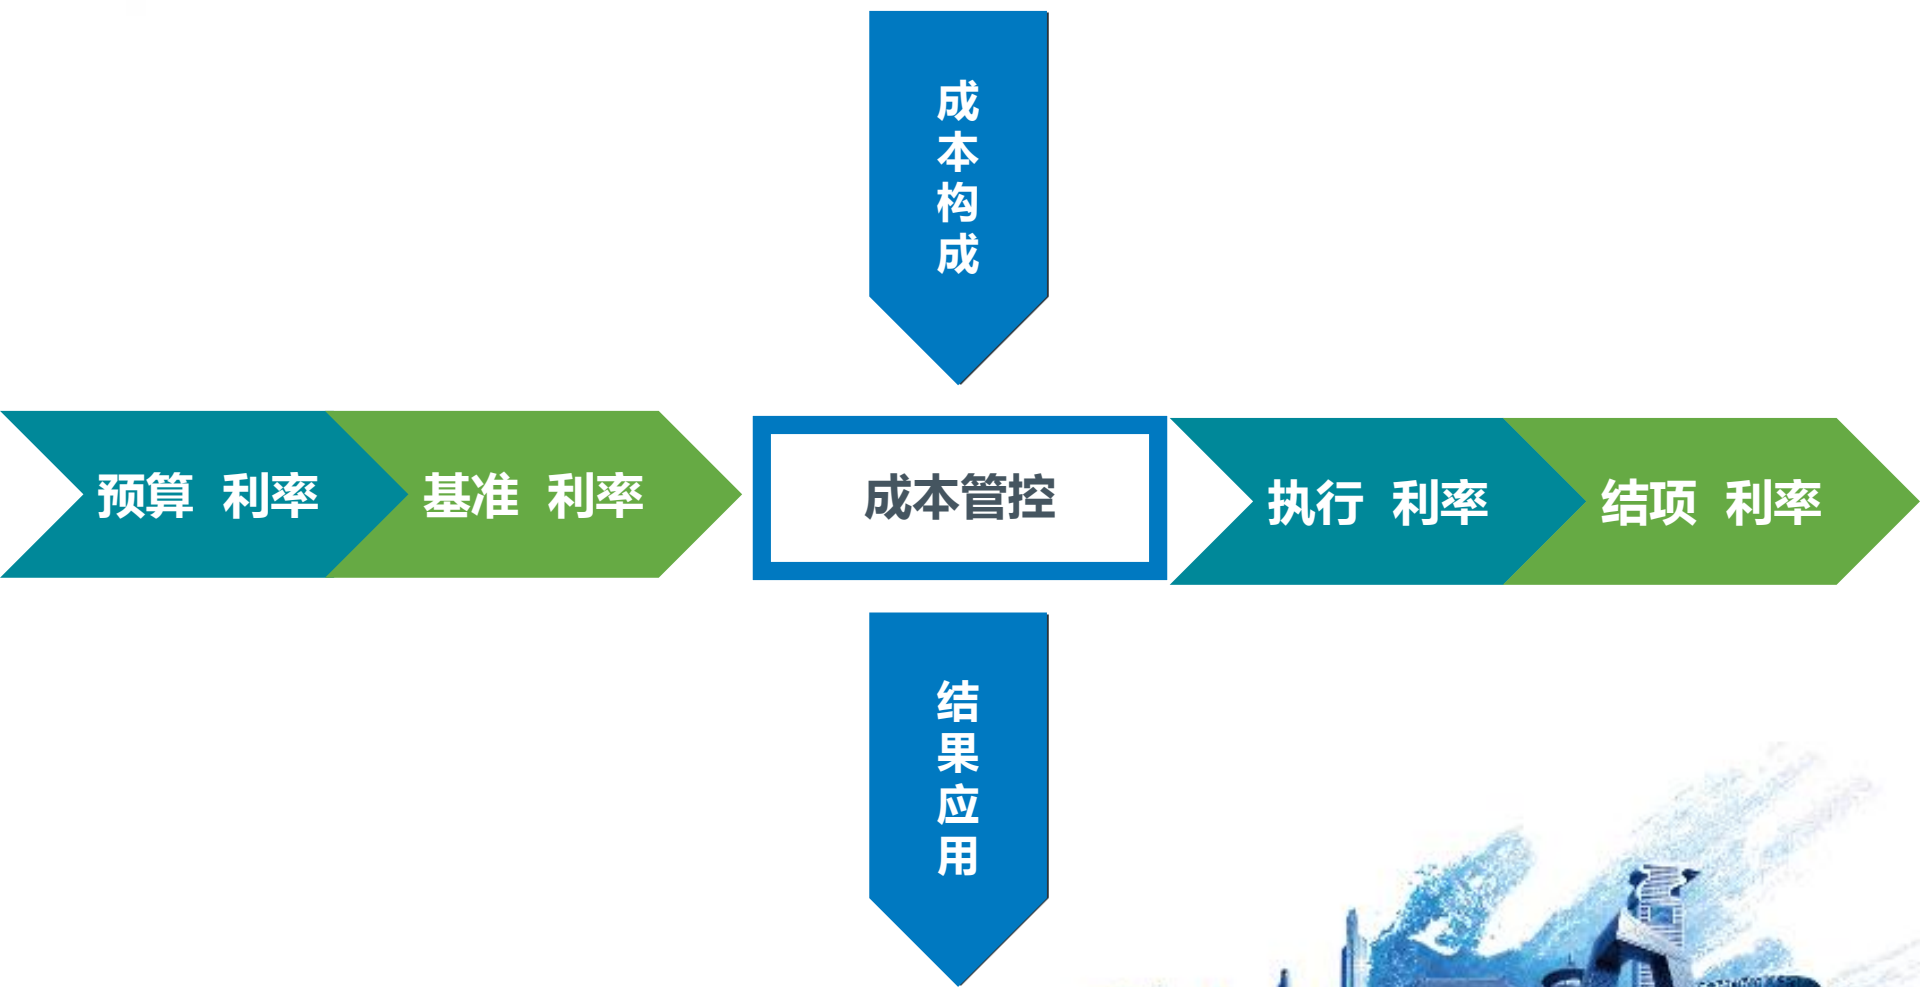 成本构成
预算 利率
基准 利率
成本管控
执行 利率
结项 利率
结果应用